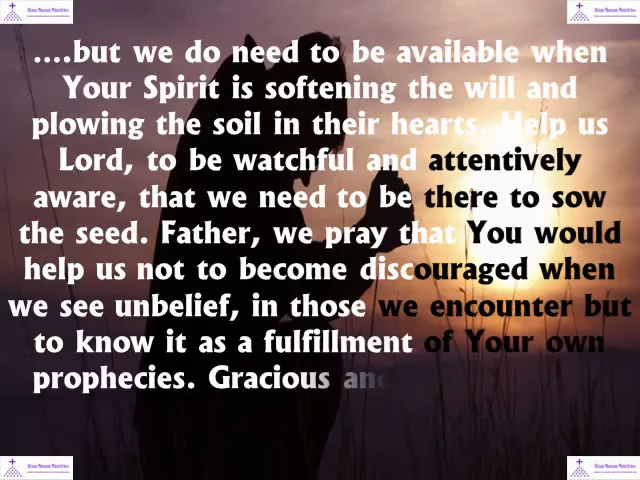 ....but we do need to be available when
Your Spirit is softening the will and
plowing the soil in their hearts. Help us
Lord, to be watchful and attentively
aware, that we need to be there to sow
the seed. Father, we pray that You would
help us not to become discouraged when
we see unbelief, in those we encounter but
to know it as a fulfillment of Your own
prophecies. Gracious and